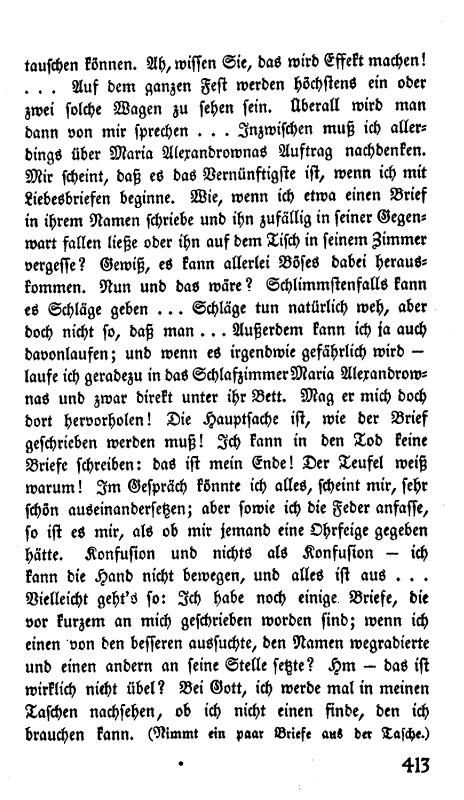 tauschen können. Ah, wissen Sie, das wird Effekt machen!
. . . Auf dem ganzen Fest werden höchstens ein oder
zwei solche Wagen zu sehen sein. Überall wird man
dann von mir sprechen . . . Inzwischen muß ich aller-
dings über Maria Alexandrownas Auftrag nachdenken.
Mir scheint, daß es das Vernünftigste ist, wenn ich mit
Liebesbriefen beginne. Wie, wenn ich etwa einen Brief
in ihrem Namen schriebe und ihn zufällig in seiner Gegen-
wart fallen ließe oder ihn auf dem Tisch in seinem Zimmer
vergesse? Gewiß, es kann allerlei Böses dabei heraus-
kommen. Nun und das wäre? Schlimmstenfalls kann
es Schläge geben . . . Schläge tun natürlich weh, aber
doch nicht so, daß man . . . Außerdem kann ich ja auch
davonlaufen; und wenn es irgendwie gefährlich wird —
laufe ich geradezu in das Schlafzimmer Maria Alexandrow-
nas und zwar direkt unter ihr Bett. Mag er mich doch
dort hervorholen! Die Hauptsache ist, wie der Brief
geschrieben werden muß! Ich kann in den Tod keine
Briefe schreiben: das ist mein Ende! Der Teufel weiß
warum! Im Gespräch könnte ich alles, scheint mir, sehr
schön auseinandersetzen; aber sowie ich die Feder anfasse,
so ist es mir, als ob mir jemand eine Ohrfeige gegeben
hätte. Konfusion und nichts als Konfusion — ich
kann die Hand nicht bewegen, und alles ist aus . . .
Vielleicht geht's so: Ich habe noch einige Briefe, die
vor kurzem an mich geschrieben worden sind; wenn ich
einen von den besseren aussuchte, den Namen wegradierte
und einen andern an seine Stelle setzte? Hm — das ist
wirklich nicht übel? Bei Gott, ich werde mal in meinen
Taschen nachsehen, ob ich nicht einen finde, den ich
brauchen kann. (Nimmt ein paar Briefe aus der Tasche.)
413